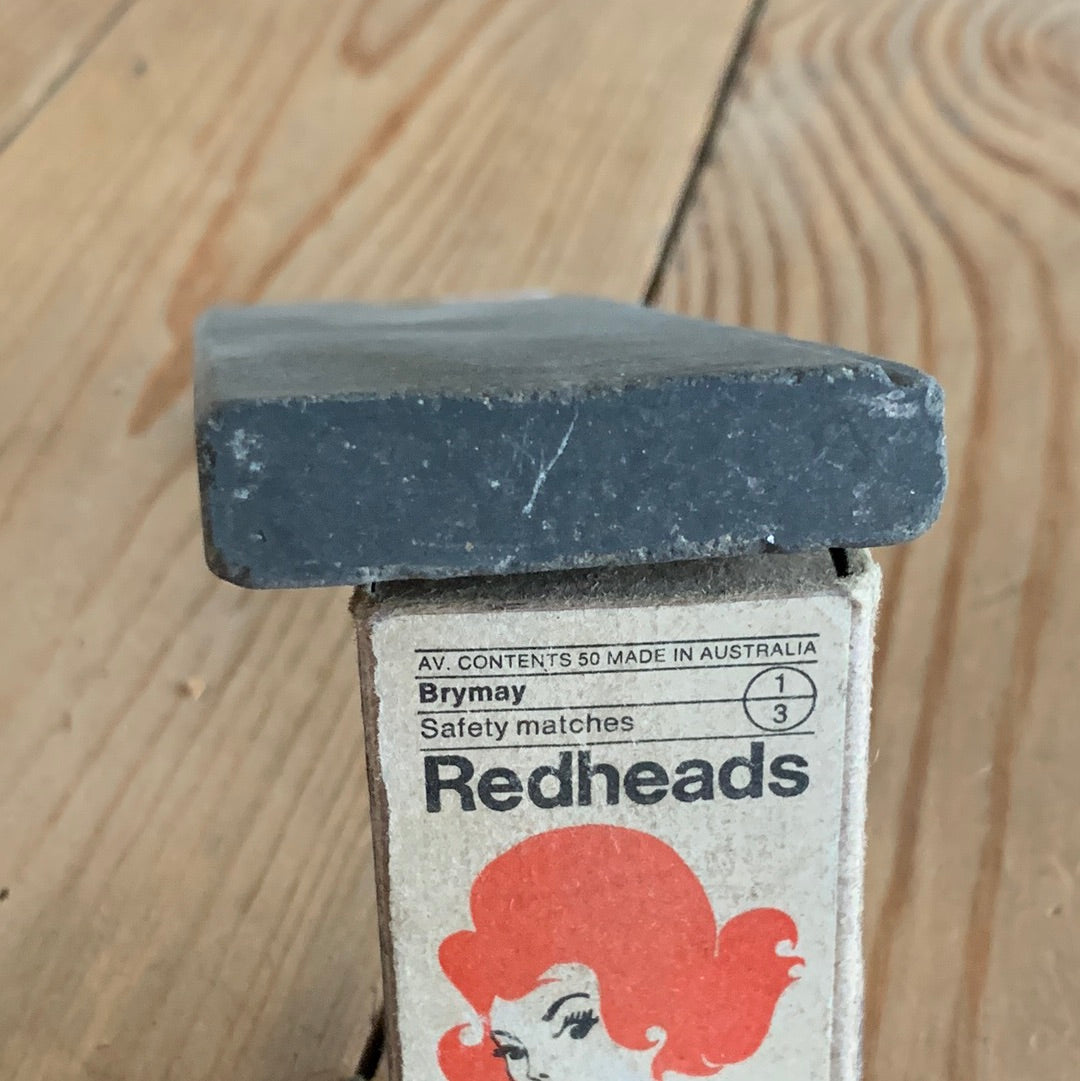 AV. CONTENTS 50 MADE IN AUSTRALIA
Brymay
1
Safety matches
3
Redheads